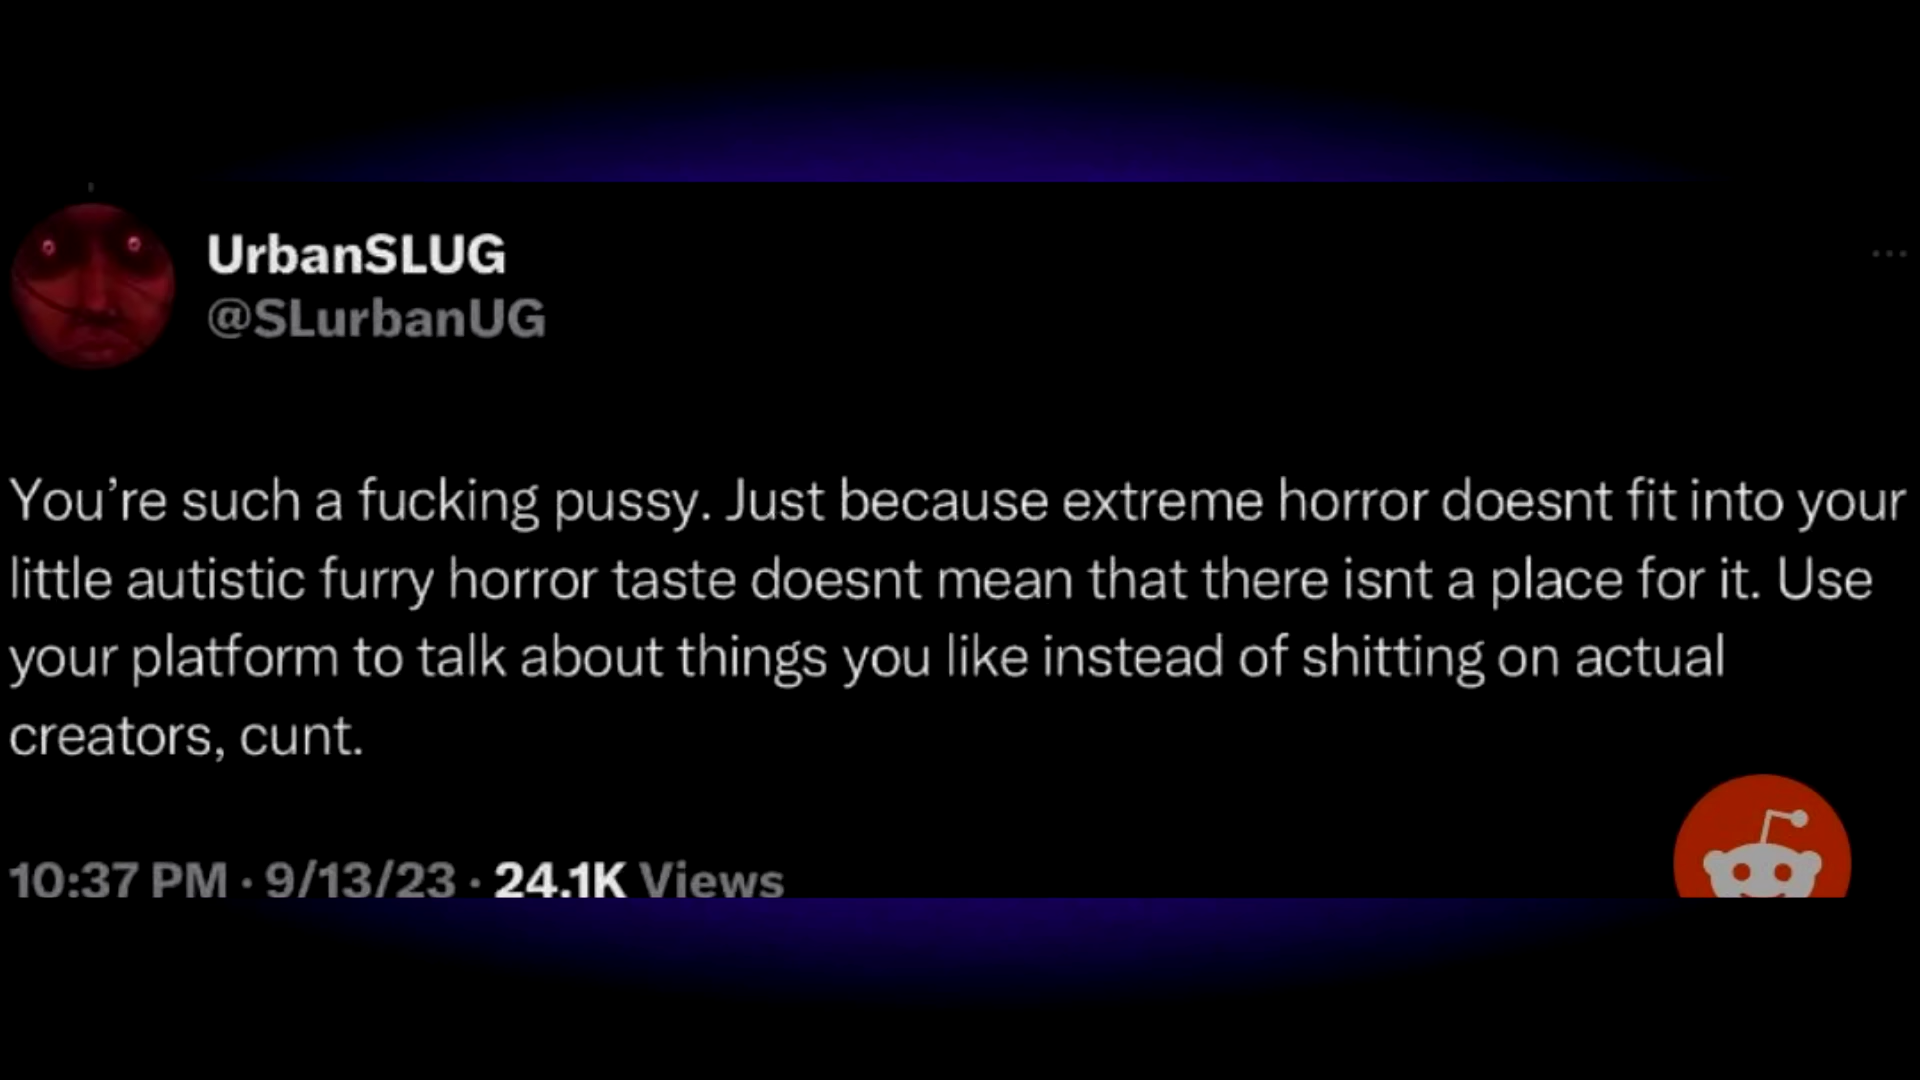 UrbanSLUG
@SLurbanUG
You’re such a fucking pussy. Just because extreme horror doesnt fit into your
little autistic furry horror taste doesnt mean that there isnt a place for it. Use
your platform to talk about things you like instead of shitting on actual
creators, cunt.
10:37 PM · 9/13/23 · 24.1K Views